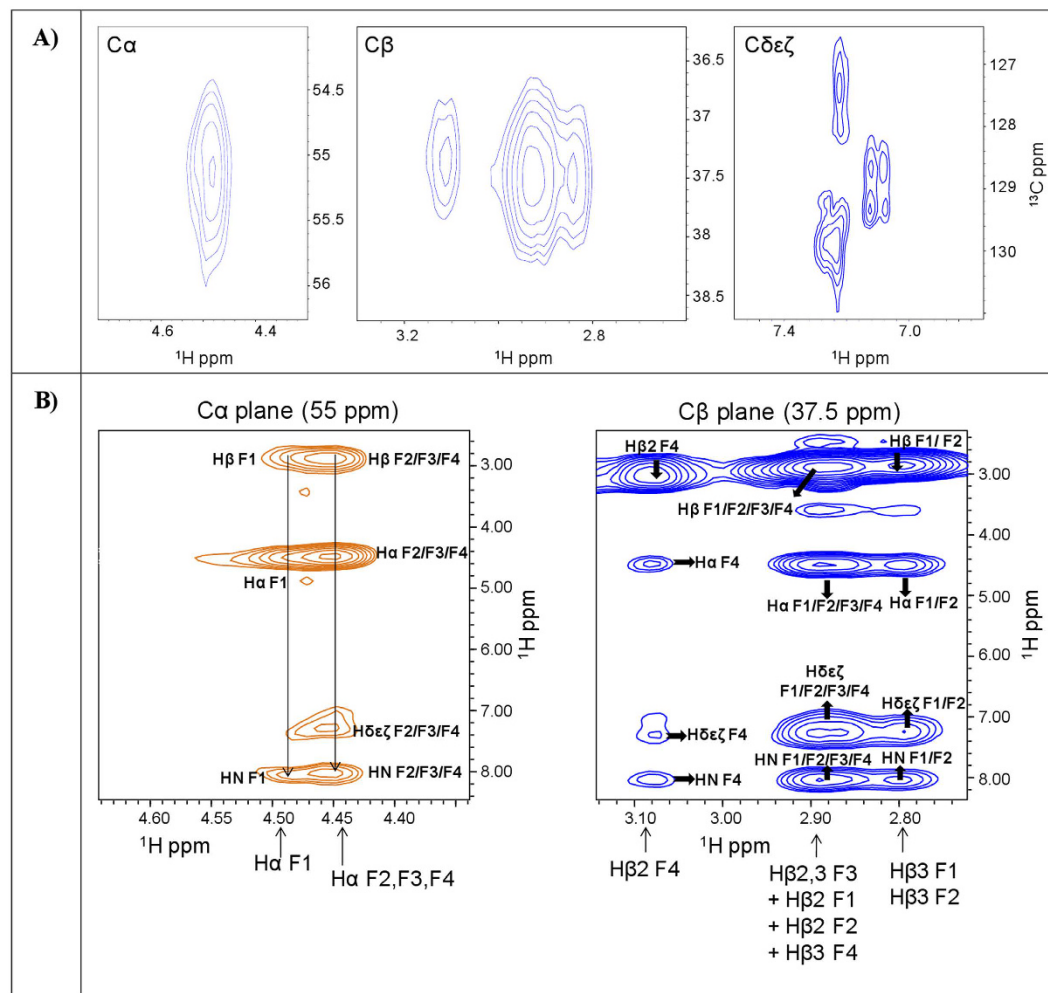 A)
Cα
54.5
55
55.5
56
4.6 4.4
¹H ppm
Cβ
36.5
37
37.5
38
38.5
3.2 2.8
¹H ppm
Cδεζ
127
128
129
130
¹³C ppm
7.4 7.0
¹H ppm
B)
Cα plane (55 ppm)
Hβ F1 Hβ F2/F3/F4
Hα F2/F3/F4
Hα F1
Hδεζ F2/F3/F4
HN F1 HN F2/F3/F4
3.00
4.00
5.00
6.00
7.00
8.00
¹H ppm
4.60 4.55 4.50 4.45 4.40
¹H ppm
Hα F1
Hα F2,F3,F4
Cβ plane (37.5 ppm)
Hβ2 F4
Hβ F1/ F2
Hβ F1/F2/F3/F4
Hα F4
Hα F1/F2/F3/F4
Hα F1/F2
Hδεζ
F1/F2/F3/F4
Hδεζ F1/F2
Hδεζ F4
HN F1/F2/F3/F4
HN F1/F2
HN F4
3.00
4.00
5.00
6.00
7.00
8.00
¹H ppm
3.10 ¹H ppm 2.90 2.80
Hβ2 F4
Hβ2,3 F3
+ Hβ2 F1
+ Hβ2 F2
+ Hβ3 F4
Hβ3 F1
Hβ3 F2